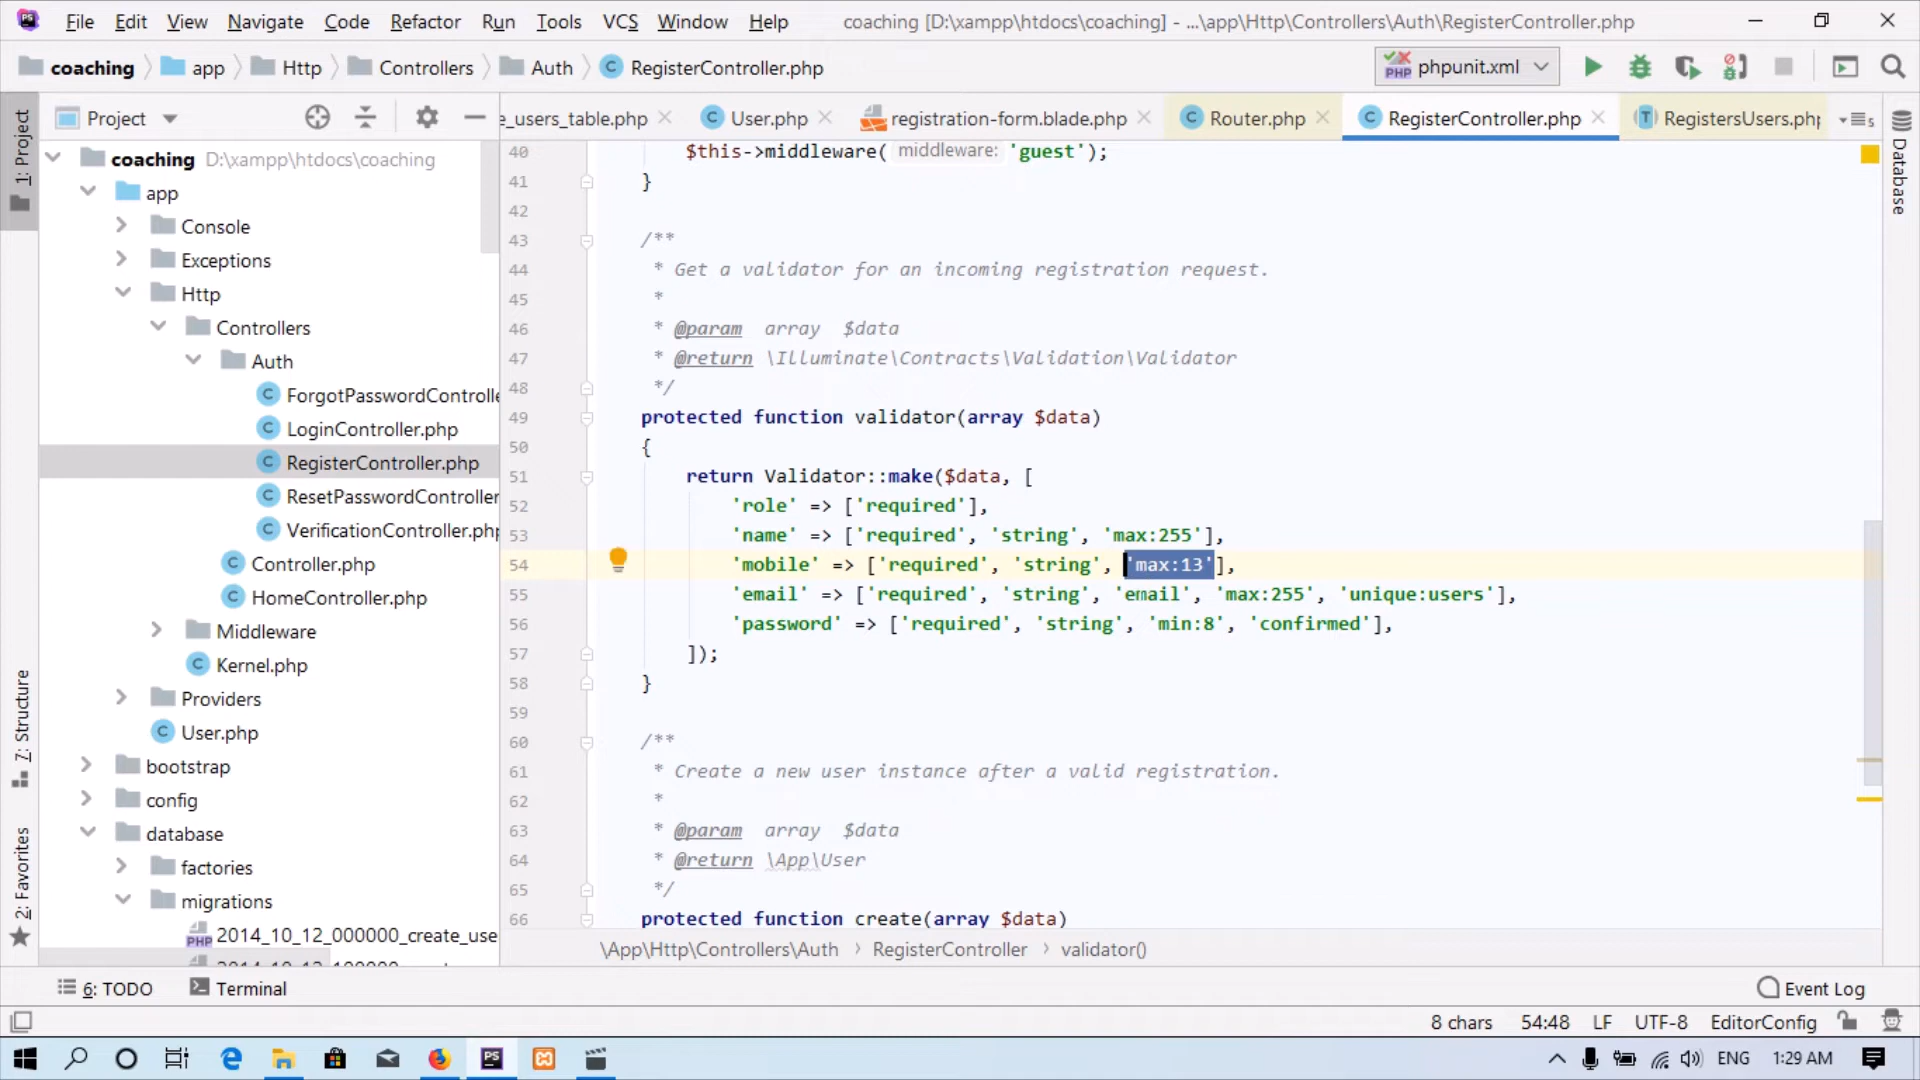 File Edit View Navigate Code Refactor Run Tools VCS Window Help coaching [D:\xampp\htdocs\coaching] - ...\app\Http\Controllers\Auth\RegisterController.php
coaching app Http Controllers Auth RegisterController.php phpunit.xml
Project e_users_table.php User.php registration-form.blade.php Router.php RegisterController.php RegistersUsers.php
1: Project
7: Structure
2: Favorites
Database
coaching D:\xampp\htdocs\coaching
app
Console
Exceptions
Http
Controllers
Auth
ForgotPasswordControlle
LoginController.php
RegisterController.php
ResetPasswordController
VerificationController.php
Controller.php
HomeController.php
Middleware
Kernel.php
Providers
User.php
bootstrap
config
database
factories
migrations
2014_10_12_000000_create_use
40 $this->middleware( middleware: 'guest');
41 }
42
43 /**
44 * Get a validator for an incoming registration request.
45 *
46 * @param array $data
47 * @return \Illuminate\Contracts\Validation\Validator
48 */
49 protected function validator(array $data)
50 {
51 return Validator::make($data, [
52 'role' => ['required'],
53 'name' => ['required', 'string', 'max:255'],
54 'mobile' => ['required', 'string', 'max:13'],
55 'email' => ['required', 'string', 'email', 'max:255', 'unique:users'],
56 'password' => ['required', 'string', 'min:8', 'confirmed'],
57 ]);
58 }
59
60 /**
61 * Create a new user instance after a valid registration.
62 *
63 * @param array $data
64 * @return \App\User
65 */
66 protected function create(array $data)
\App\Http\Controllers\Auth RegisterController validator()
6: TODO Terminal Event Log
8 chars 54:48 LF UTF-8 EditorConfig
ENG 1:29 AM